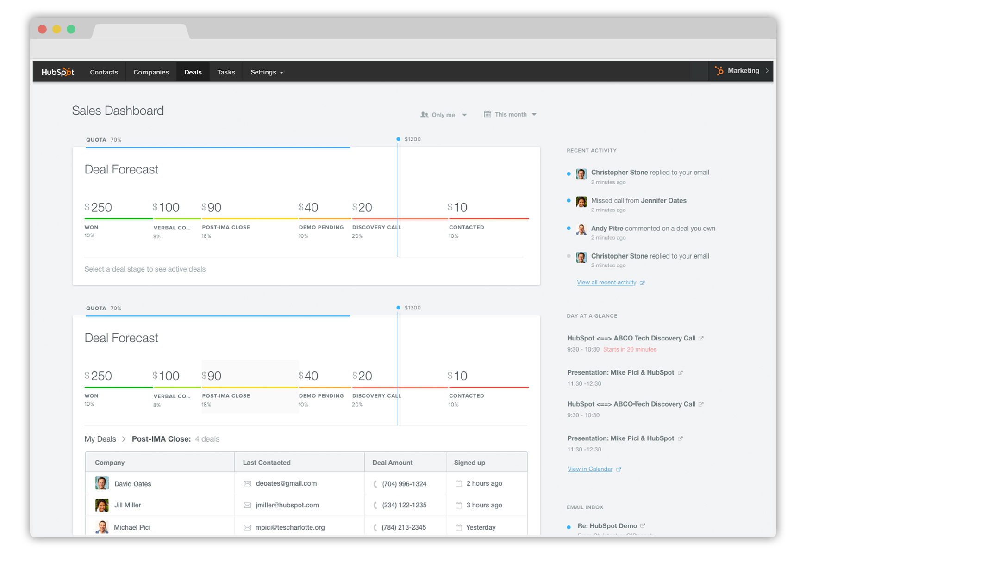 HubSpot Contacts Companies Deals Tasks Settings Marketing
Sales Dashboard
Only me This month
QUOTA 70% $1200
Deal Forecast
$250 $100 $90 $40 $20 $10
WON VERBAL CO... POST-IMA CLOSE DEMO PENDING DISCOVERY CALL CONTACTED
10% 8% 18% 10% 20% 10%
Select a deal stage to see active deals
QUOTA 70% $1200
Deal Forecast
$250 $100 $90 $40 $20 $10
WON VERBAL CO... POST-IMA CLOSE DEMO PENDING DISCOVERY CALL CONTACTED
10% 8% 18% 10% 20% 10%
My Deals > Post-IMA Close: 4 deals
Company Last Contacted Deal Amount Signed up
David Oates deoates@gmail.com (704) 996-1324 2 hours ago
Jill Miller jmiller@hubspot.com (234) 122-1235 3 hours ago
Michael Pici mpici@tescharlotte.org (784) 213-2345 Yesterday
RECENT ACTIVITY
Christopher Stone replied to your email
2 minutes ago
Missed call from Jennifer Oates
2 minutes ago
Andy Pitre commented on a deal you own
2 minutes ago
Christopher Stone replied to your email
2 minutes ago
View all recent activity
DAY AT A GLANCE
HubSpot <==> ABCO Tech Discovery Call
9:30 - 10:30 Starts in 20 minutes
Presentation: Mike Pici & HubSpot
11:30 -12:30
HubSpot <==> ABCO Tech Discovery Call
9:30 - 10:30
Presentation: Mike Pici & HubSpot
11:30 -12:30
View in Calendar
EMAIL INBOX
Re: HubSpot Demo